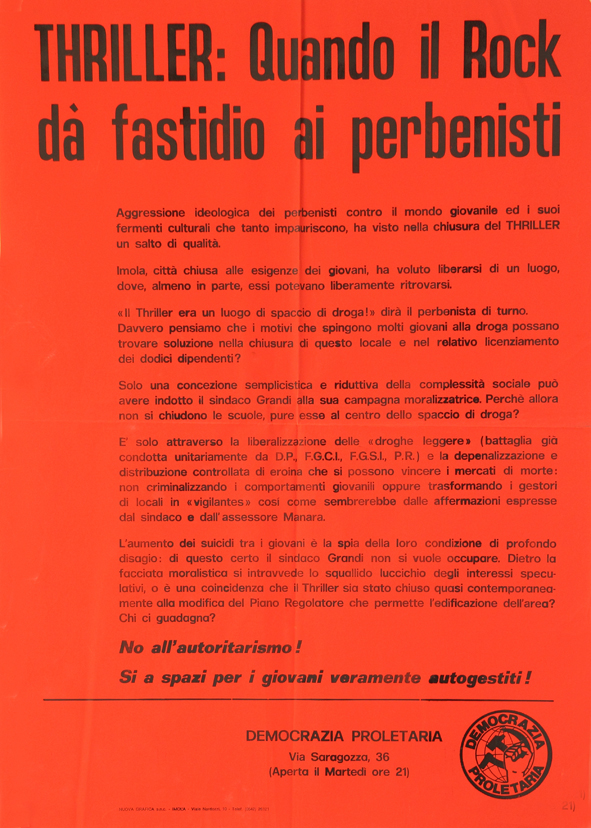 THRILLER: Quando il Rock
dà fastidio ai perbenisti
Aggressione ideologica dei perbenisti contro il mondo giovanile ed i suoi
fermenti culturali che tanto impauriscono, ha visto nella chiusura del THRILLER
un salto di qualità.
Imola, città chiusa alle esigenze dei giovani, ha voluto liberarsi di un luogo,
dove, almeno in parte, essi potevano liberamente ritrovarsi.
«Il Thriller era un luogo di spaccio di droga!» dirà il perbenista di turno.
Davvero pensiamo che i motivi che spingono molti giovani alla droga possano
trovare soluzione nella chiusura di questo locale e nel relativo licenziamento
dei dodici dipendenti?
Solo una concezione semplicistica e riduttiva della complessità sociale può
avere indotto il sindaco Grandi alla sua campagna moralizzatrice. Perchè allora
non si chiudono le scuole, pure esse al centro dello spaccio di droga?
E' solo attraverso la liberalizzazione delle «droghe leggere» (battaglia già
condotta unitariamente da D.P., F.G.C.I., F.G.S.I., P.R.) e la depenalizzazione e
distribuzione controllata di eroina che si possono vincere i mercati di morte:
non criminalizzando i comportamenti giovanili oppure trasformando i gestori
di locali in «vigilantes» così come sembrerebbe dalle affermazioni espresse
dal sindaco e dall'assessore Manara.
L'aumento dei suicidi tra i giovani è la spia della loro condizione di profondo
disagio: di questo certo il sindaco Grandi non si vuole occupare. Dietro la
facciata moralistica si intravvede lo squallido luccichio degli interessi specu-
lativi, o è una coincidenza che il Thriller sia stato chiuso quasi contemporanea-
mente alla modifica del Piano Regolatore che permette l'edificazione dell'area?
Chi ci guadagna?
No all'autoritarismo!
Si a spazi per i giovani veramente autogestiti!
DEMOCRAZIA PROLETARIA
Via Saragozza, 36
(Aperta il Martedì ore 21)
DEMOCRAZIA
PROLETARIA